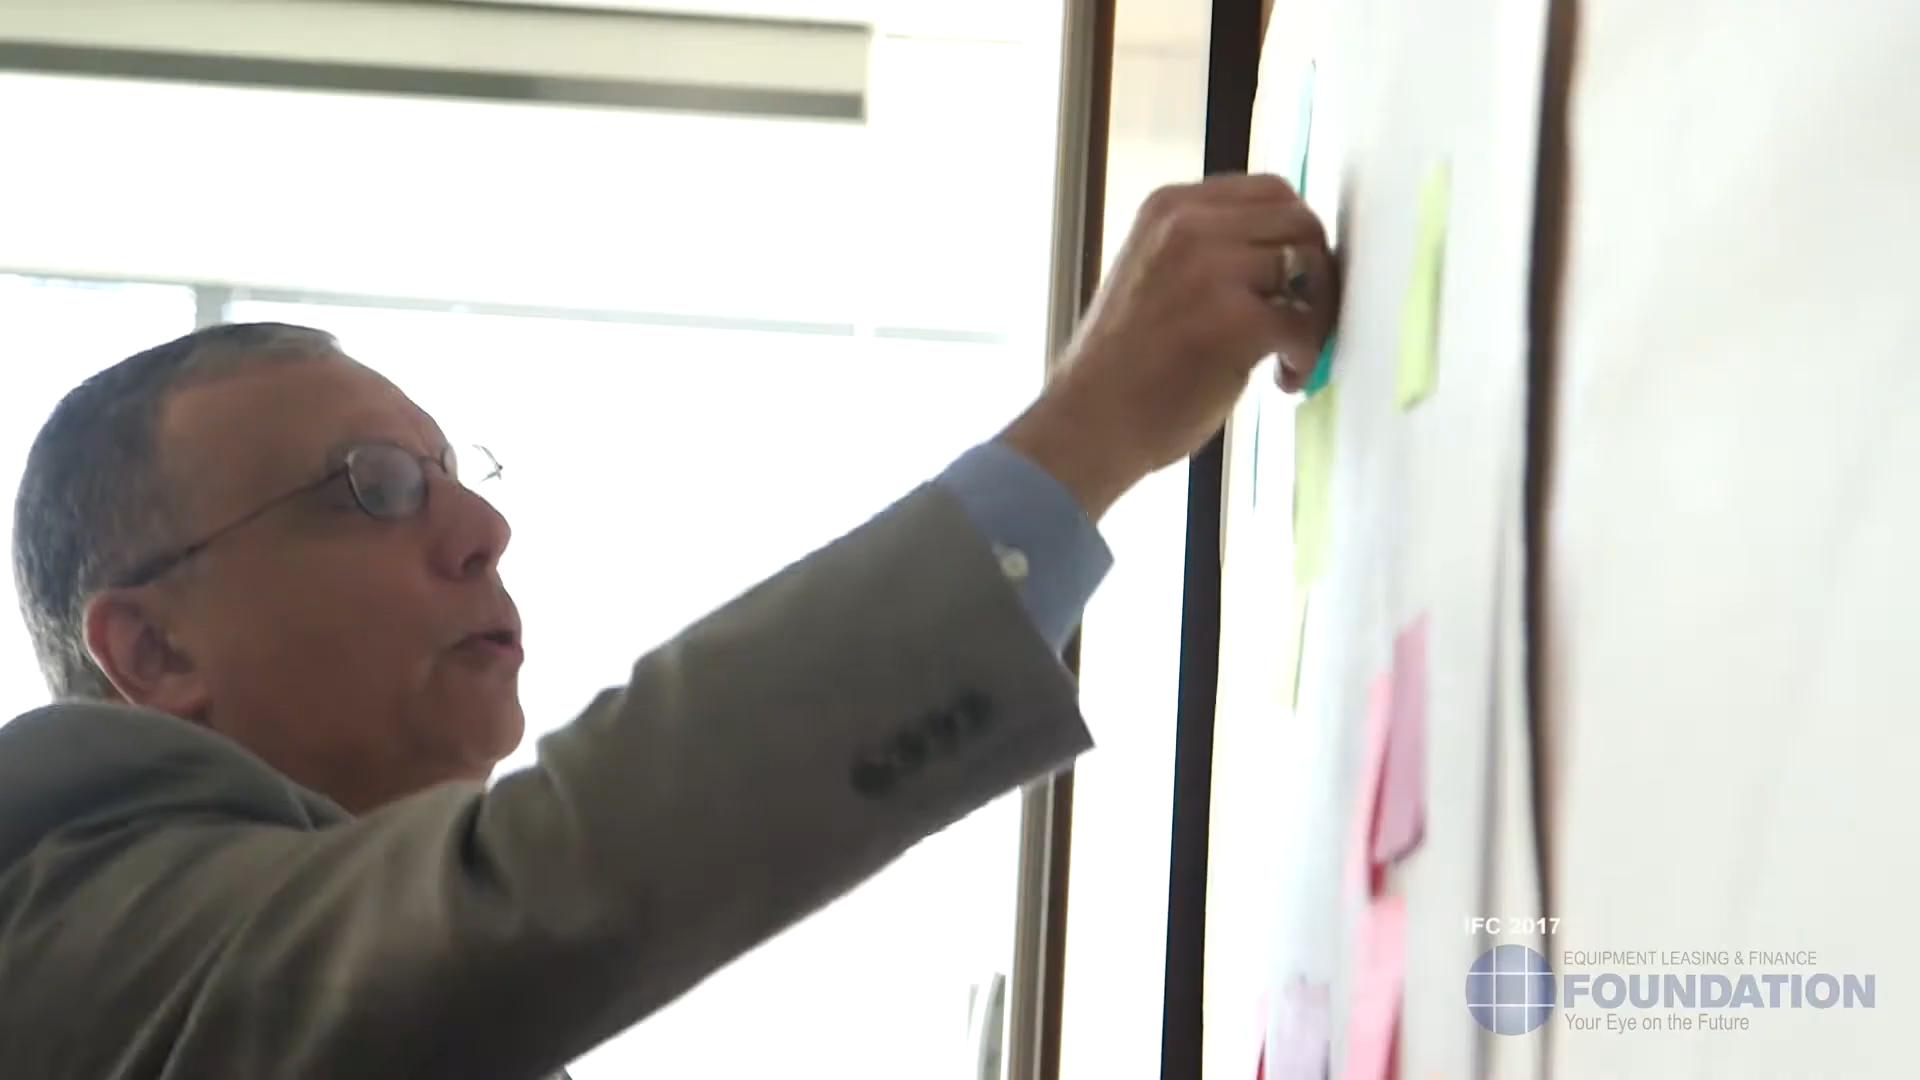 IFC 2017
EQUIPMENT LEASING & FINANCE
FOUNDATION
Your Eye on the Future